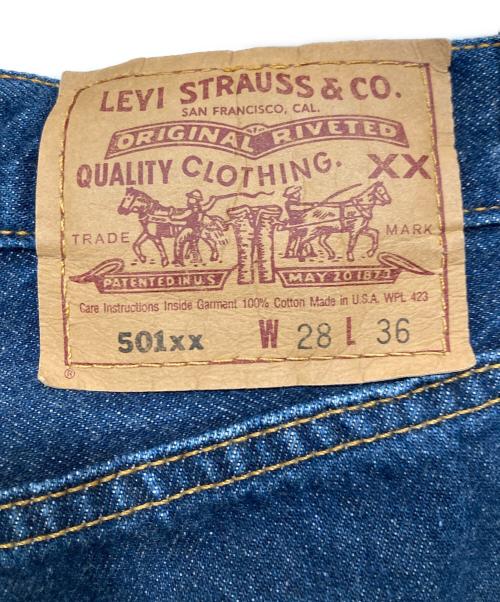 LEVI STRAUSS & CO.
SAN FRANCISCO, CAL.
ORIGINAL RIVETED
QUALITY CLOTHING. XX
TRADE MARK
PATENTED IN U.S. MAY 20 1873
Care Instructions Inside Garment 100% Cotton Made in U.S.A. WPL 423
501xx W 28 L 36
®